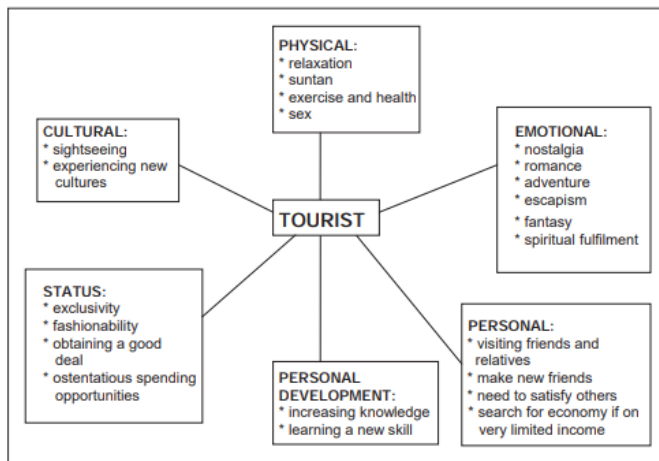 PHYSICAL:
* relaxation
* suntan
* exercise and health
* sex
CULTURAL:
* sightseeing
* experiencing new
cultures
EMOTIONAL:
* nostalgia
* romance
* adventure
* escapism
* fantasy
* spiritual fulfilment
TOURIST
STATUS:
* exclusivity
* fashionability
* obtaining a good
deal
* ostentatious spending
opportunities
PERSONAL
DEVELOPMENT:
* increasing knowledge
* learning a new skill
PERSONAL:
* visiting friends and
relatives
* make new friends
* need to satisfy others
* search for economy if on
very limited income